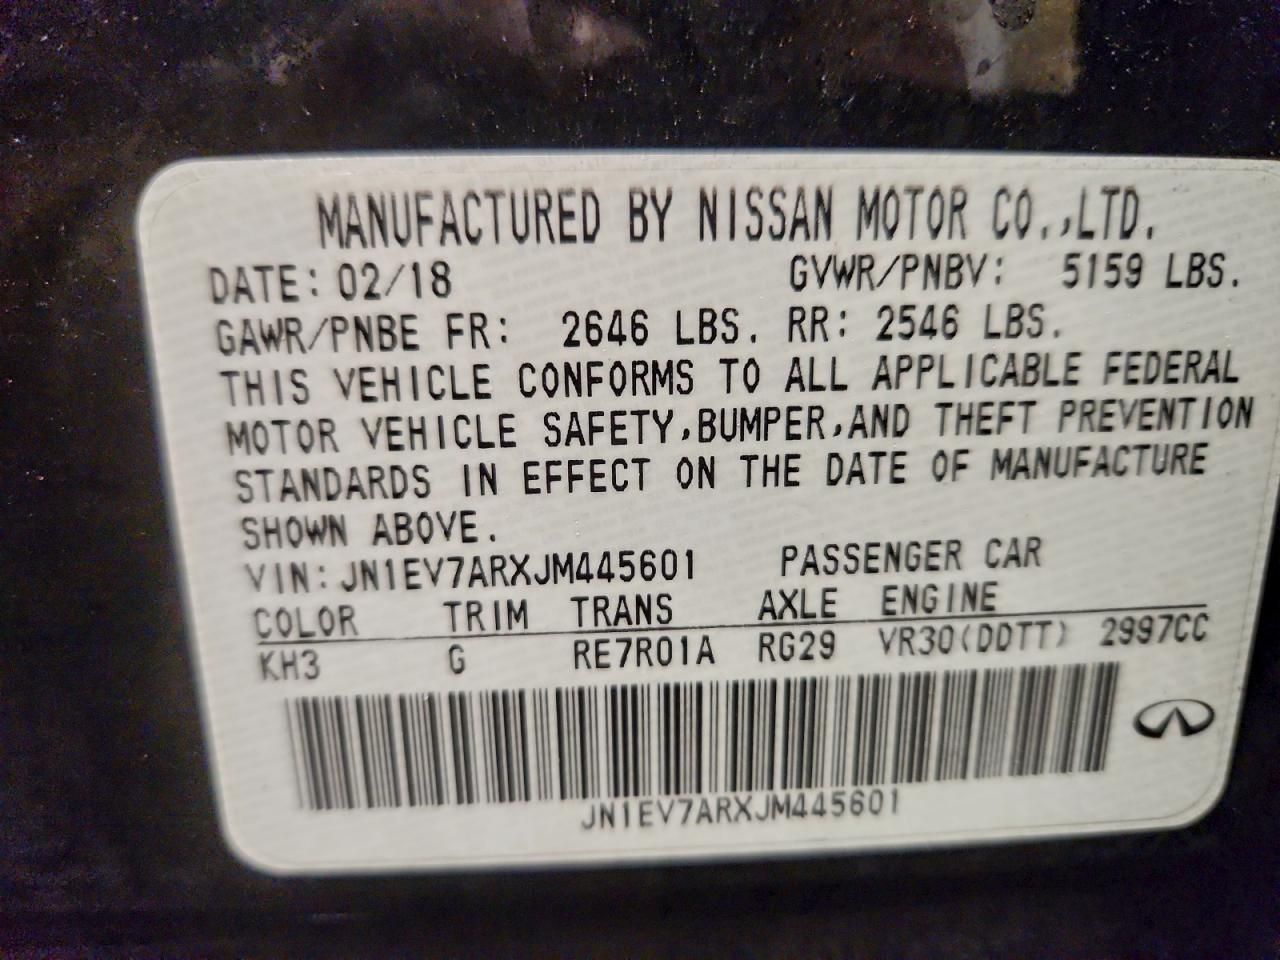 MANUFACTURED BY NISSAN MOTOR CO.,LTD.
DATE: 02/18 GVWR/PNBV: 5159 LBS.
GAWR/PNBE FR: 2646 LBS. RR: 2546 LBS.
THIS VEHICLE CONFORMS TO ALL APPLICABLE FEDERAL
MOTOR VEHICLE SAFETY,BUMPER,AND THEFT PREVENTION
STANDARDS IN EFFECT ON THE DATE OF MANUFACTURE
SHOWN ABOVE.
VIN: JN1EV7ARXJM445601 PASSENGER CAR
COLOR TRIM TRANS AXLE ENGINE
KH3 G RE7R01A RG29 VR30(DDTT) 2997CC
JN1EV7ARXJM445601